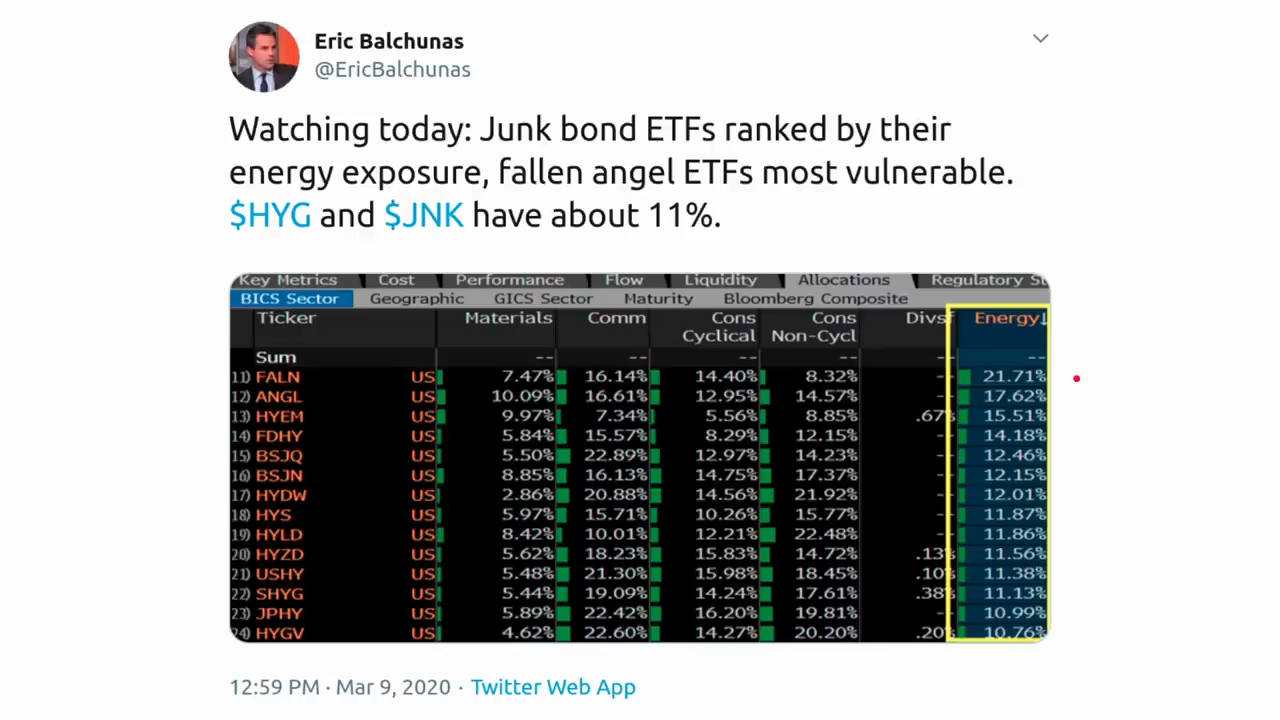 Eric Balchunas
@EricBalchunas
Watching today: Junk bond ETFs ranked by their
energy exposure, fallen angel ETFs most vulnerable.
$HYG and $JNK have about 11%.
Key Metrics Cost Performance Flow Liquidity Allocations Regulatory St
BICS Sector Geographic GICS Sector Maturity Bloomberg Composite
Ticker Materials Comm Cons Cyclical Cons Non-Cycl Divsf Energy↓
Sum -- -- -- -- -- --
11) FALN US 7.47% 16.14% 14.40% 8.32% -- 21.71%
12) ANGL US 10.09% 16.61% 12.95% 14.57% -- 17.62%
13) HYEM US 9.97% 7.34% 5.56% 8.85% .67% 15.51%
14) FDHY US 5.84% 15.57% 8.29% 12.15% -- 14.18%
15) BSJQ US 5.50% 22.89% 12.97% 14.23% -- 12.46%
16) BSJN US 8.85% 16.13% 14.75% 17.37% -- 12.15%
17) HYDW US 2.86% 20.88% 14.56% 21.92% -- 12.01%
18) HYS US 5.97% 15.71% 10.26% 15.77% -- 11.87%
19) HYLD US 8.42% 10.01% 12.21% 22.48% -- 11.86%
20) HYZD US 5.62% 18.23% 15.83% 14.72% .13% 11.56%
21) USHY US 5.48% 21.30% 15.98% 18.45% .10% 11.38%
22) SHYG US 5.44% 19.09% 14.24% 17.61% .38% 11.13%
23) JPHY US 5.89% 22.42% 16.20% 19.81% -- 10.99%
24) HYGV US 4.62% 22.60% 14.27% 20.20% .20% 10.76%
12:59 PM · Mar 9, 2020 · Twitter Web App